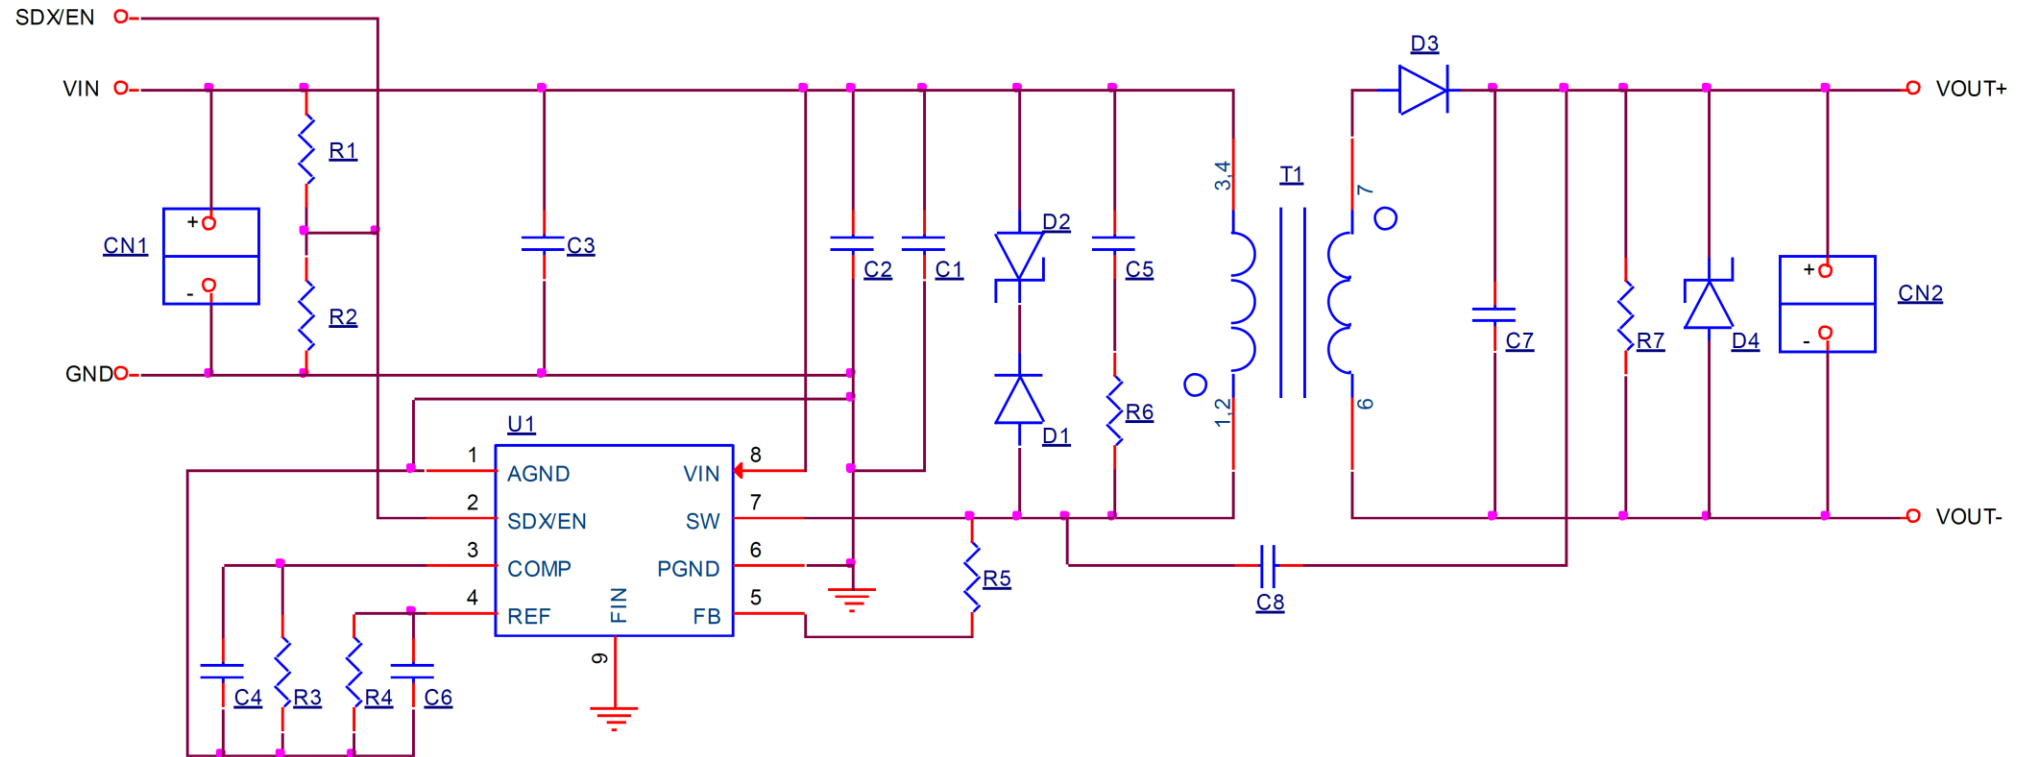 SDX/EN
D3
VIN
VOUT+
R1
T1
3,4
7
+
CN1
C3
D2
C2
C1
C5
+
CN2
-
R2
C7
R7
D4
-
GND
1,2
6
R6
D1
U1
1
AGND
VIN
8
2
SDX/EN
SW
7
VOUT-
3
COMP
PGND
6
R5
C8
4
REF
FIN
FB
5
9
C4
R3
R4
C6